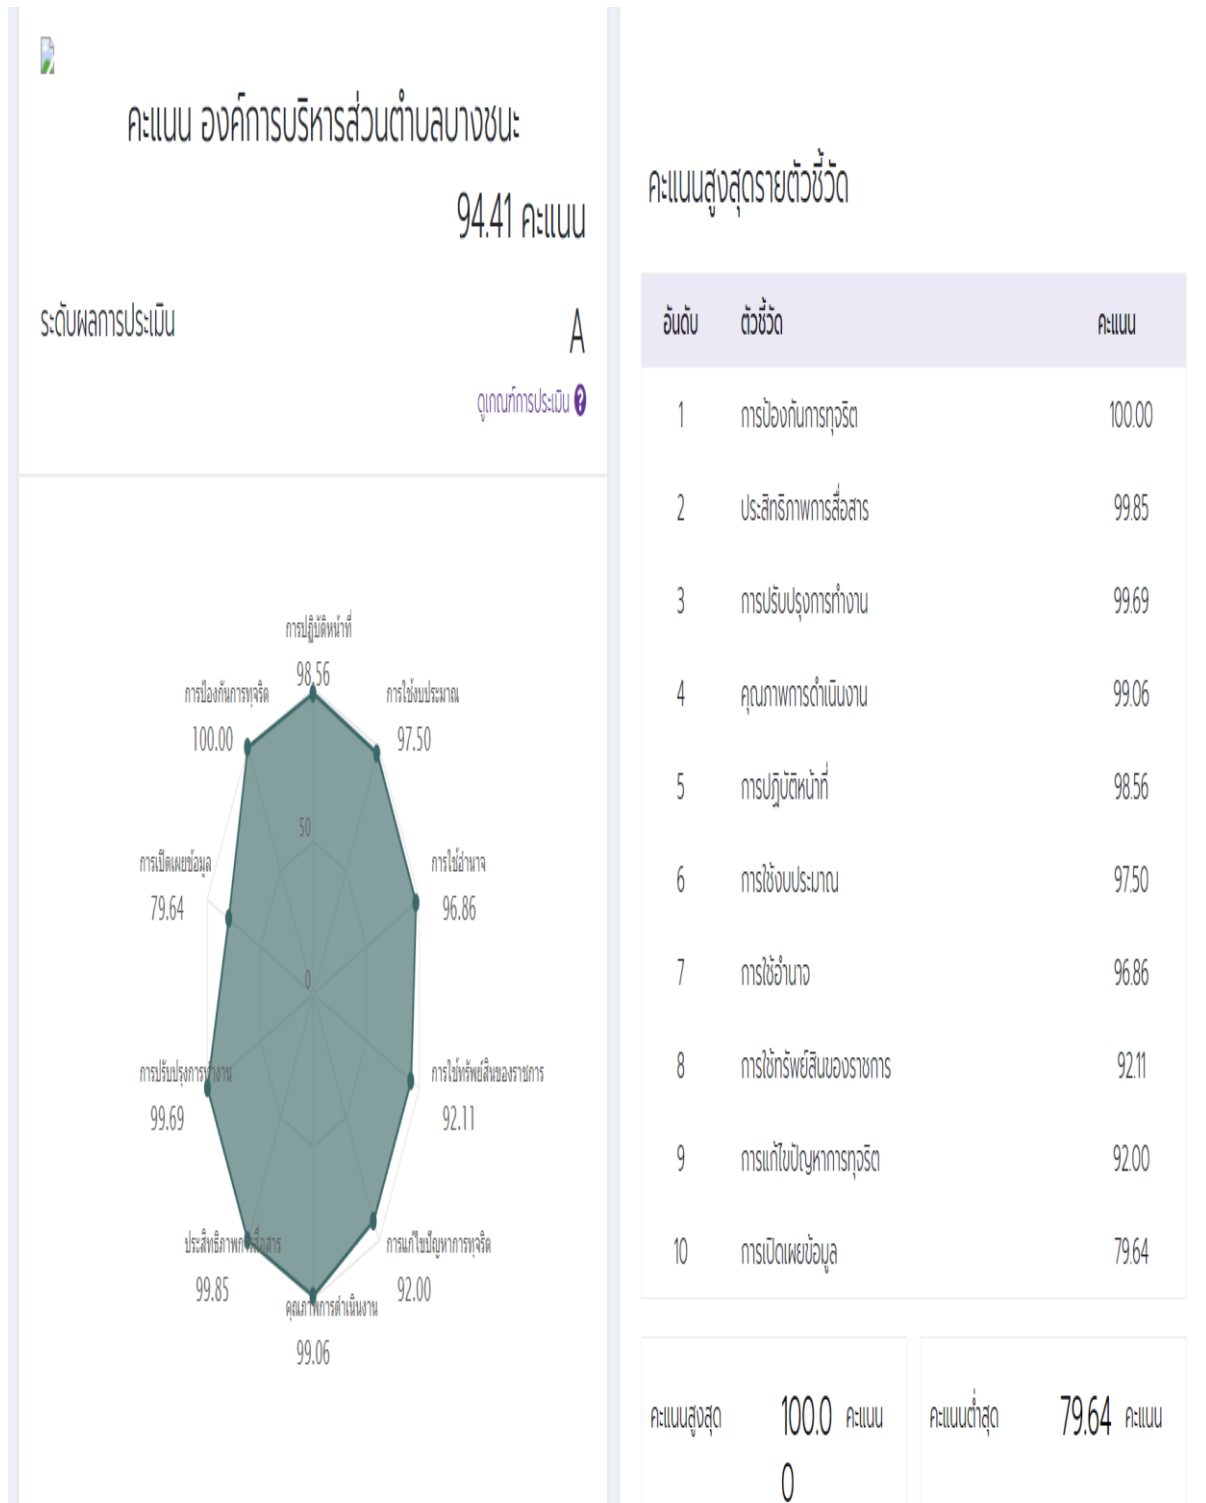 คะแนน องค์การบริหารส่วนตำบลบางชนะ
94.41 คะแนน
ระดับผลการประเมิน
A
ดูเกณฑ์การประเมิน ?
การปฏิบัติหน้าที่
98.56
การป้องกันการทุจริต
100.00
การใช้งบประมาณ
97.50
50
การเปิดเผยข้อมูล
79.64
การใช้อำนาจ
96.86
0
การปรับปรุงการทำงาน
99.69
การใช้ทรัพย์สินของราชการ
92.11
ประสิทธิภาพการสื่อสาร
99.85
การแก้ไขปัญหาการทุจริต
92.00
คุณภาพการดำเนินงาน
99.06
คะแนนสูงสุดรายตัวชี้วัด
อันดับ ตัวชี้วัด คะแนน
1 การป้องกันการทุจริต 100.00
2 ประสิทธิภาพการสื่อสาร 99.85
3 การปรับปรุงการทำงาน 99.69
4 คุณภาพการดำเนินงาน 99.06
5 การปฏิบัติหน้าที่ 98.56
6 การใช้งบประมาณ 97.50
7 การใช้อำนาจ 96.86
8 การใช้ทรัพย์สินของราชการ 92.11
9 การแก้ไขปัญหาการทุจริต 92.00
10 การเปิดเผยข้อมูล 79.64
คะแนนสูงสุด 100.0 คะแนน
0
คะแนนต่ำสุด 79.64 คะแนน